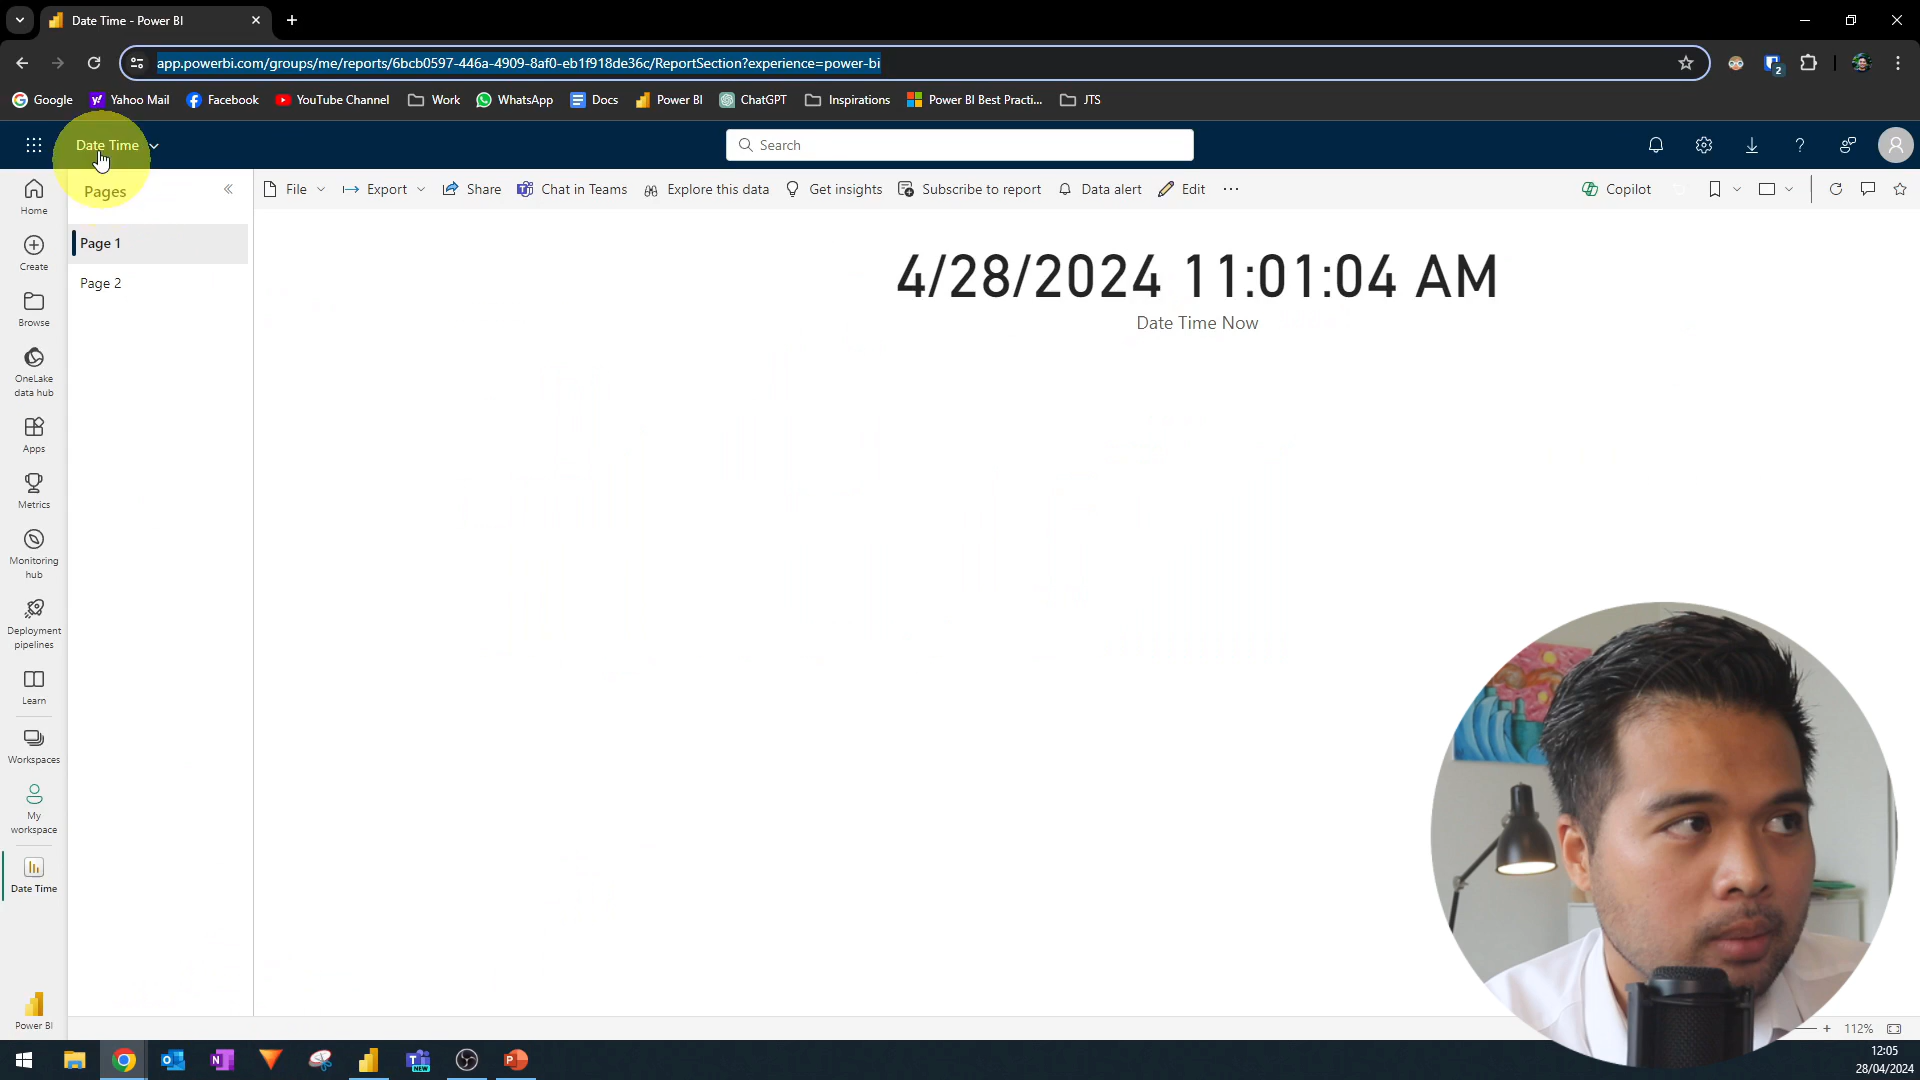 Date Time - Power BI
app.powerbi.com/groups/me/reports/6bcb0597-446a-4909-8af0-eb1f918de36c/ReportSection?experience=power-bi
2
Google Yahoo Mail Facebook YouTube Channel Work WhatsApp Docs Power BI ChatGPT Inspirations Power BI Best Practi... JTS
Date Time
Search
Pages
File Export Share Chat in Teams Explore this data Get insights Subscribe to report Data alert Edit ... Copilot
Page 1
Page 2
4/28/2024 11:01:04 AM
Date Time Now
Home
Create
Browse
OneLake
data hub
Apps
Metrics
Monitoring
hub
Deployment
pipelines
Learn
Workspaces
My
workspace
Date Time
Power BI
+ 112%
NEW
12:05
28/04/2024